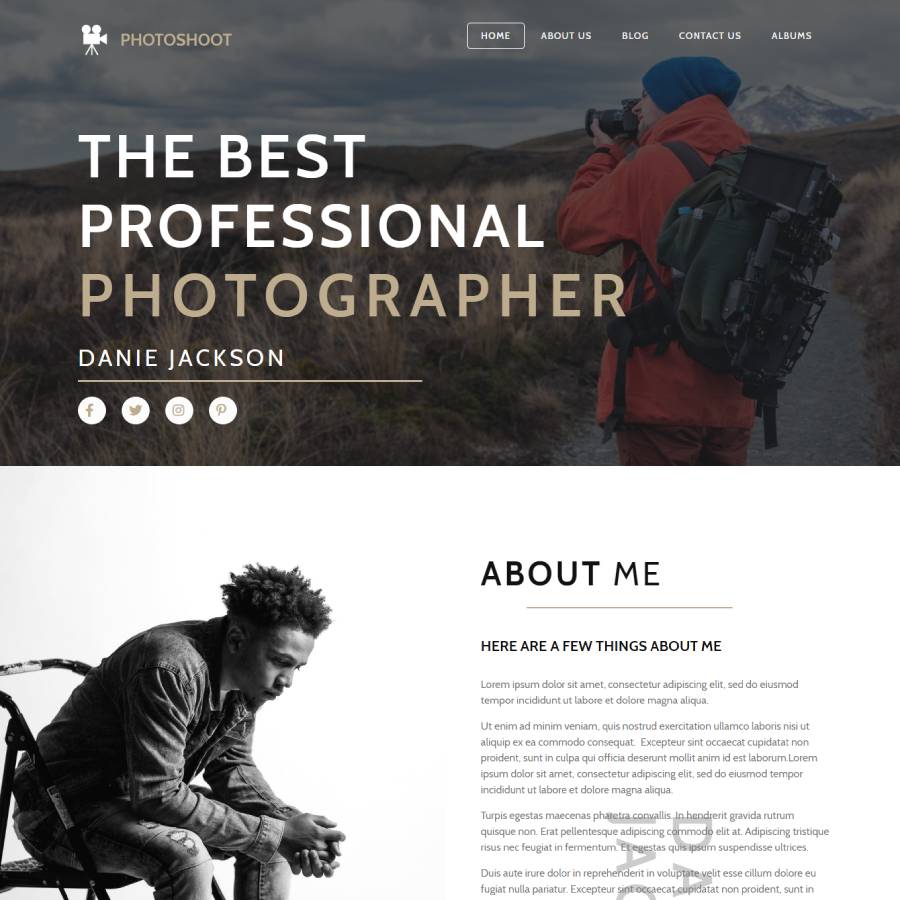 PHOTOSHOOT
HOME ABOUT US BLOG CONTACT US ALBUMS
THE BEST
PROFESSIONAL
PHOTOGRAPHER
DANIE JACKSON
ABOUT ME
HERE ARE A FEW THINGS ABOUT ME
Lorem ipsum dolor sit amet, consectetur adipiscing elit, sed do eiusmod
tempor incididunt ut labore et dolore magna aliqua.
Ut enim ad minim veniam, quis nostrud exercitation ullamco laboris nisi ut
aliquip ex ea commodo consequat. Excepteur sint occaecat cupidatat non
proident, sunt in culpa qui officia deserunt mollit anim id est laborum.Lorem
ipsum dolor sit amet, consectetur adipiscing elit, sed do eiusmod tempor
incididunt ut labore et dolore magna aliqua.
Turpis egestas maecenas pharetra convallis. In hendrerit gravida rutrum
quisque non. Erat pellentesque adipiscing commodo elit at. Adipiscing tristique
risus nec feugiat in fermentum. Et egestas quis ipsum suspendisse ultrices.
Duis aute irure dolor in reprehenderit in voluptate velit esse cillum dolore eu
fugiat nulla pariatur. Excepteur sint occaecat cupidatat non proident, sunt in